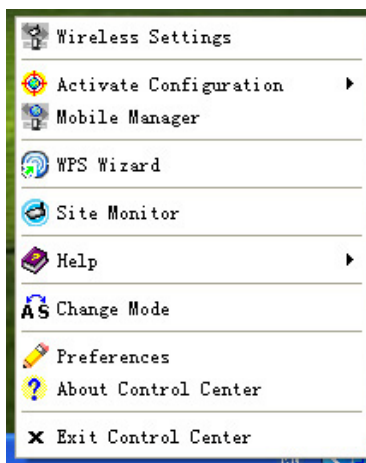 Wireless Settings
Activate Configuration
Mobile Manager
WPS Wizard
Site Monitor
Help
Change Mode
Preferences
About Control Center
Exit Control Center